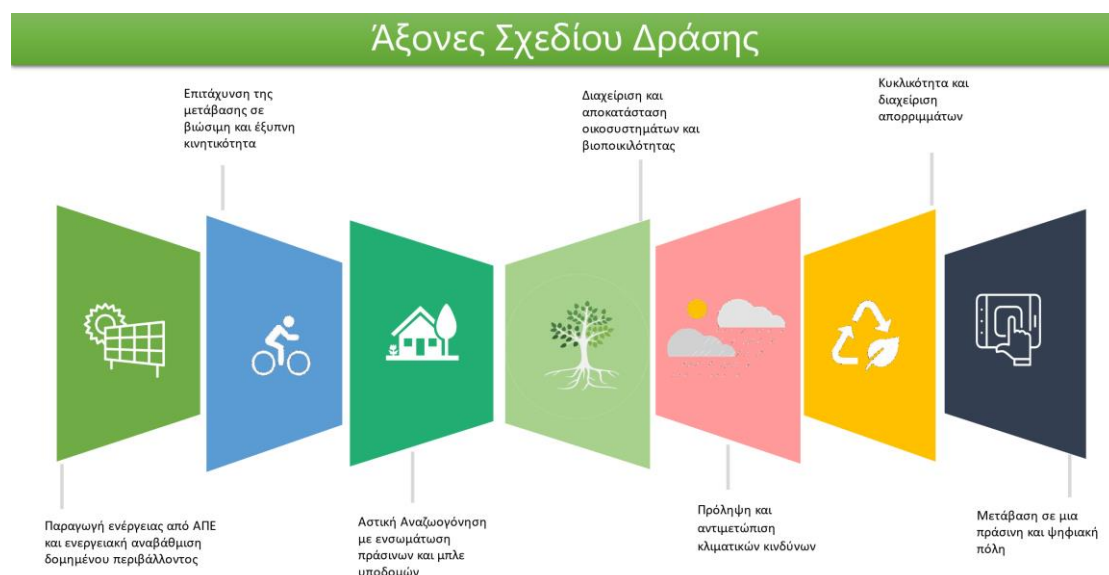 Άξονες Σχεδίου Δράσης
Επιτάχυνση της
μετάβασης σε
βιώσιμη και έξυπνη
κινητικότητα
Διαχείριση και
αποκατάσταση
οικοσυστημάτων και
βιοποικιλότητας
Κυκλικότητα και
διαχείριση
απορριμμάτων
Παραγωγή ενέργειας από ΑΠΕ
και ενεργειακή αναβάθμιση
δομημένου περιβάλλοντος
Αστική Αναζωογόνηση
με ενσωμάτωση
πράσινων και μπλε
υποδομών
Πρόληψη και
αντιμετώπιση
κλιματικών κινδύνων
Μετάβαση σε μια
πράσινη και ψηφιακή
πόλη